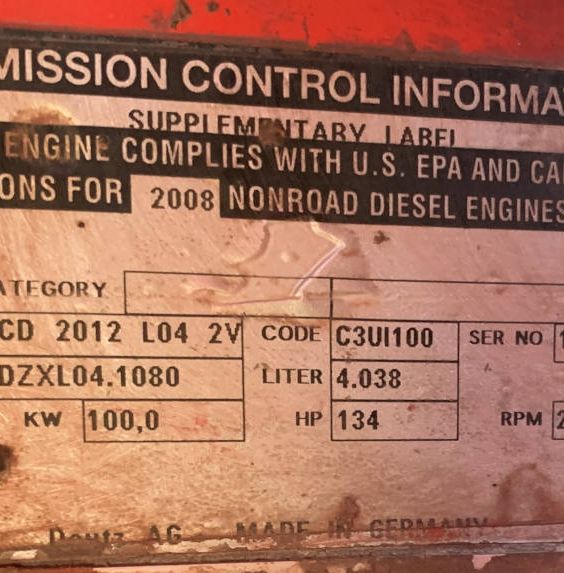 MISSION CONTROL INFORMA
SUPPLEMENTARY LABEL
ENGINE COMPLIES WITH U.S. EPA AND CA
ONS FOR 2008 NONROAD DIESEL ENGINES
ATEGORY
CD 2012 L04 2V CODE C3UI100 SER NO 1
DZXL04.1080 LITER 4.038
KW 100,0 HP 134 RPM 2
Deutz AG MADE IN GERMANY